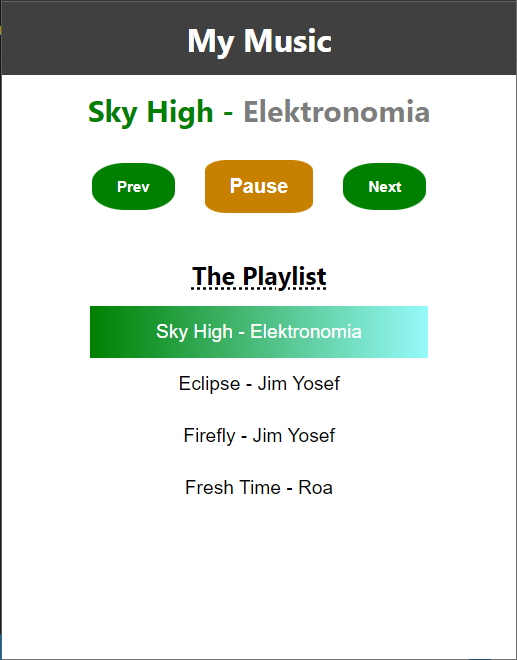 My Music
Sky High - Elektronomia
Prev Pause Next
The Playlist
Sky High - Elektronomia
Eclipse - Jim Yosef
Firefly - Jim Yosef
Fresh Time - Roa